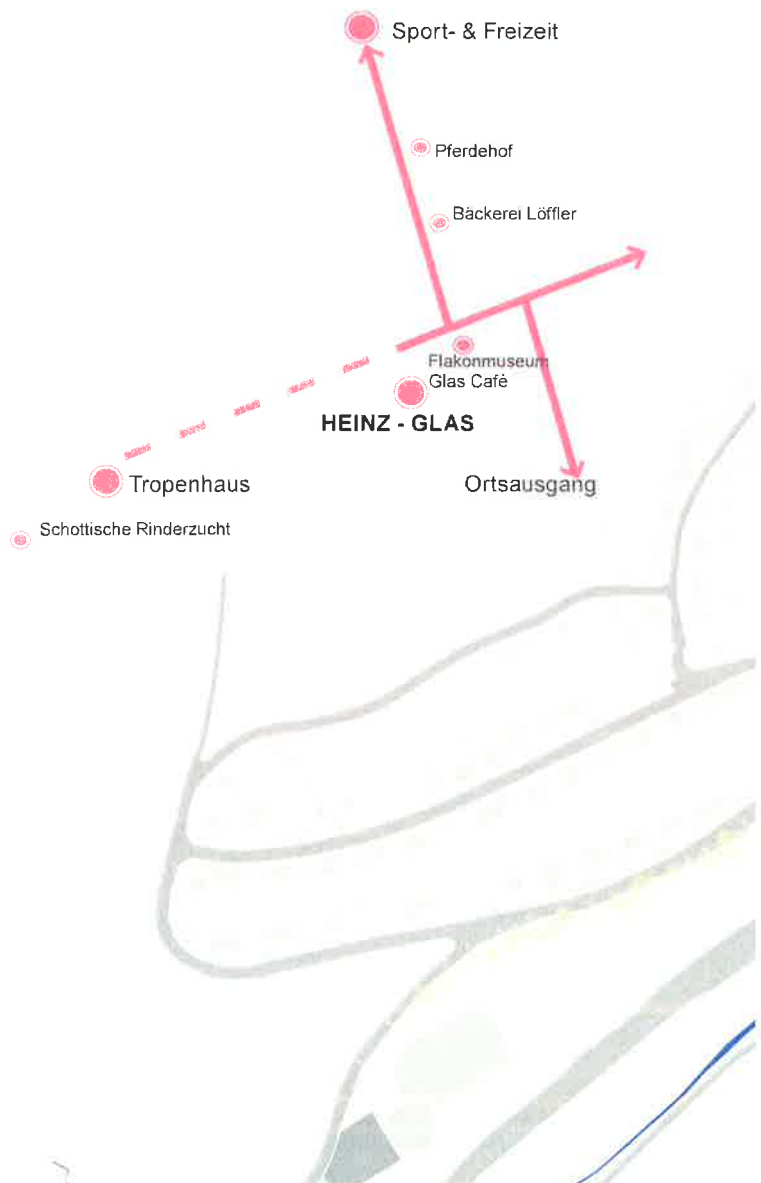 Sport- & Freizeit
Pferdehof
Bäckerei Löffler
Flakonmuseum
Glas Café
HEINZ - GLAS
Tropenhaus
Ortsausgang
Schottische Rinderzucht